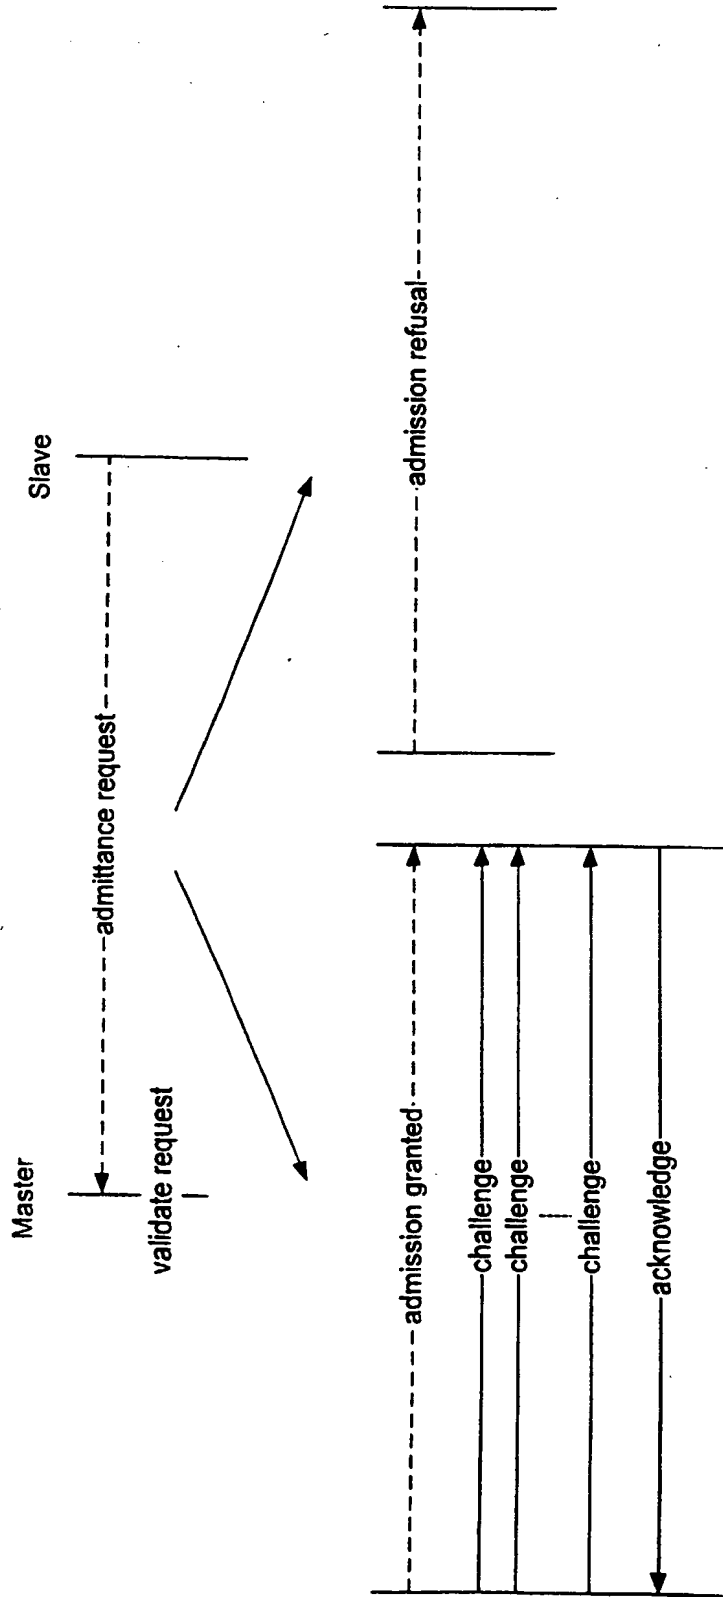 Master
Slave
admittance request
validate request
admission granted
admission refusal
challenge
challenge
challenge
acknowledge